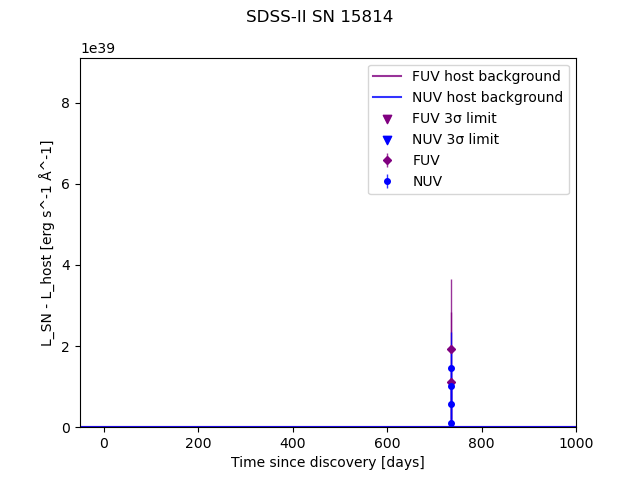 SDSS-II SN 15814
1e39
FUV host background
NUV host background
FUV 3σ limit
NUV 3σ limit
FUV
NUV
8
6
4
2
0
L_SN - L_host [erg s^-1 Å^-1]
0 200 400 600 800 1000
Time since discovery [days]